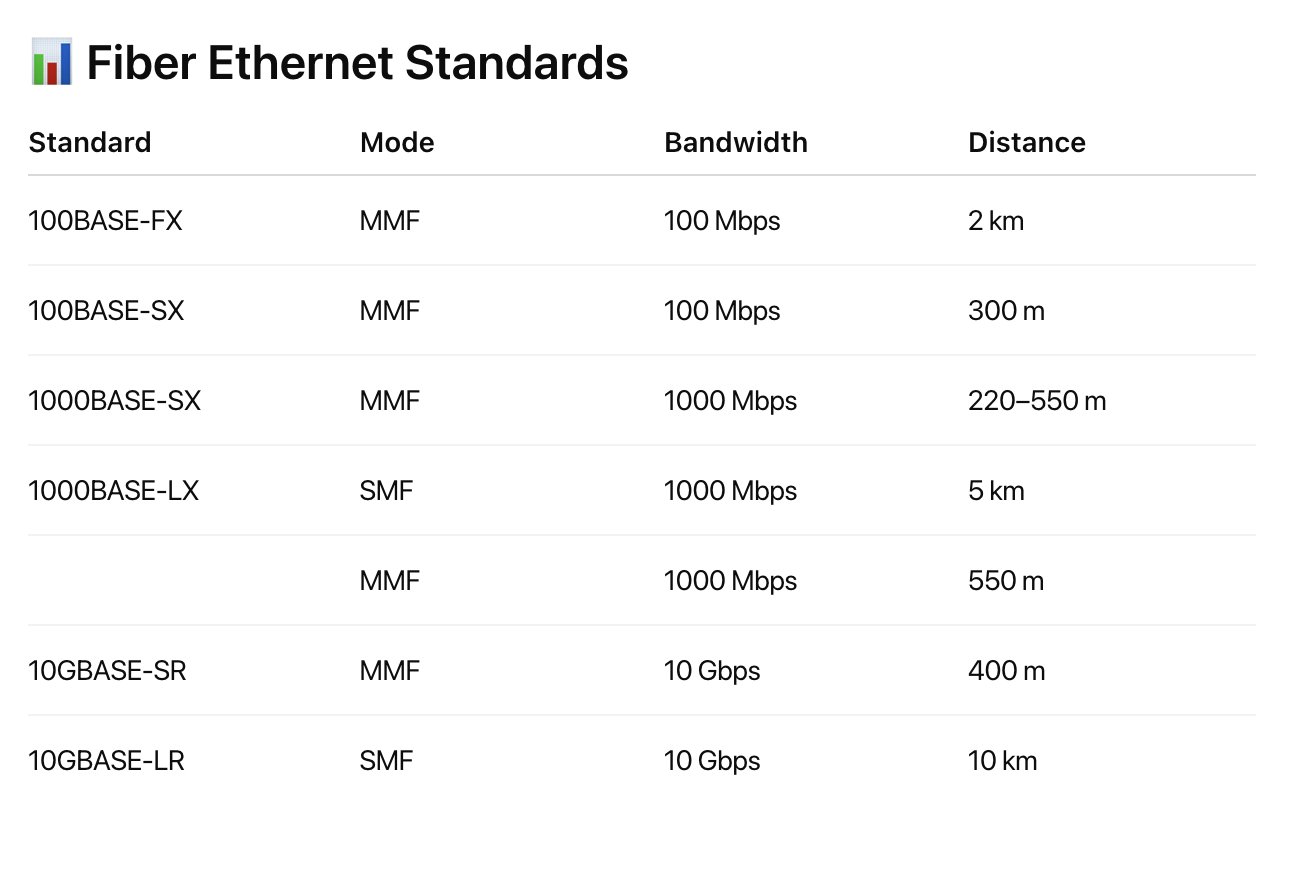 📊 Fiber Ethernet Standards
Standard Mode Bandwidth Distance
100BASE-FX MMF 100 Mbps 2 km
100BASE-SX MMF 100 Mbps 300 m
1000BASE-SX MMF 1000 Mbps 220–550 m
1000BASE-LX SMF 1000 Mbps 5 km
MMF 1000 Mbps 550 m
10GBASE-SR MMF 10 Gbps 400 m
10GBASE-LR SMF 10 Gbps 10 km